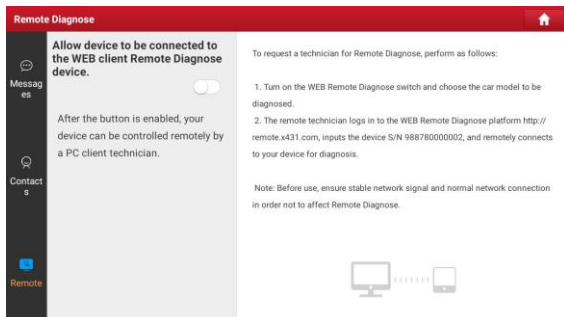 Remote Diagnose
Messag
es
Contact
s
Remote
Allow device to be connected to
the WEB client Remote Diagnose
device.
After the button is enabled, your
device can be controlled remotely by
a PC client technician.
To request a technician for Remote Diagnose, perform as follows:
1. Turn on the WEB Remote Diagnose switch and choose the car model to be
diagnosed.
2. The remote technician logs in to the WEB Remote Diagnose platform http://
remote.x431.com, inputs the device S/N 988780000002, and remotely connects
to your device for diagnosis.
Note: Before use, ensure stable network signal and normal network connection
in order not to affect Remote Diagnose.